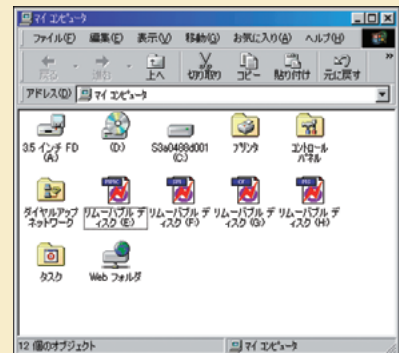 マイ コンピュータ
ファイル(F) 編集(E) 表示(V) 移動(G) お気に入り(A) ヘルプ(H)
戻る 進む 上へ 切り取り コピー 貼り付け 元に戻す »
アドレス(D) マイ コンピュータ
3.5 インチ FD
(A:)
(D:)
S3a0488d001
(C:)
プリンタ
コントロール
パネル
ダイヤルアップ
ネットワーク
リムーバブル デ
ィスク (E:)
リムーバブル デ
ィスク (F:)
リムーバブル デ
ィスク (G:)
リムーバブル デ
ィスク (H:)
タスク
Web フォルダ
12 個のオブジェクト マイ コンピュータ